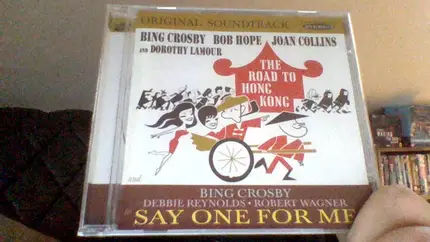 ORIGINAL SOUNDTRACK
BING CROSBY BOB HOPE JOAN COLLINS
AND DOROTHY LAMOUR
THE
ROAD TO
HONG
KONG
and
BING CROSBY
DEBBIE REYNOLDS • ROBERT WAGNER
SAY ONE FOR ME